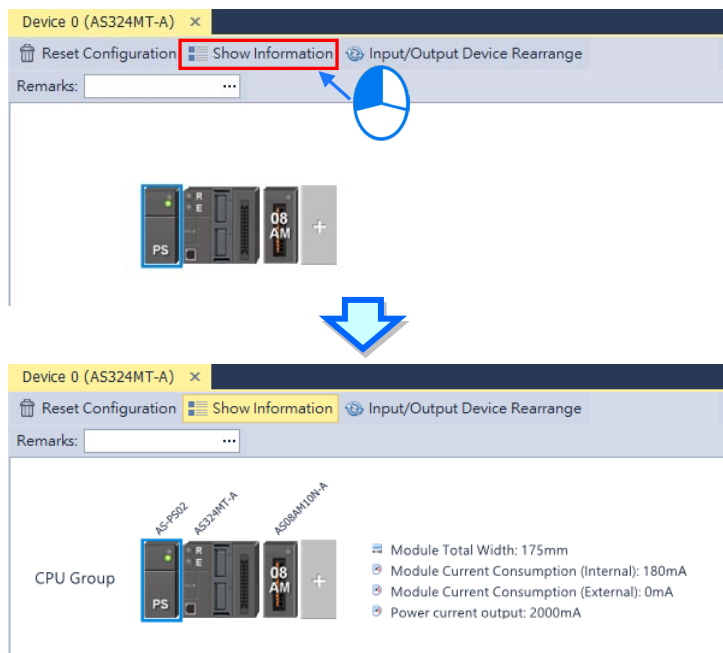 Device 0 (AS324MT-A) ×
Reset Configuration Show Information Input/Output Device Rearrange
Remarks: ...
R
E
08
AM
PS
+
Device 0 (AS324MT-A) ×
Reset Configuration Show Information Input/Output Device Rearrange
Remarks: ...
AS-PS02 AS324MT-A AS08AM10N-A
CPU Group
R
E
08
AM
PS
+
Module Total Width: 175mm
Module Current Consumption (Internal): 180mA
Module Current Consumption (External): 0mA
Power current output: 2000mA